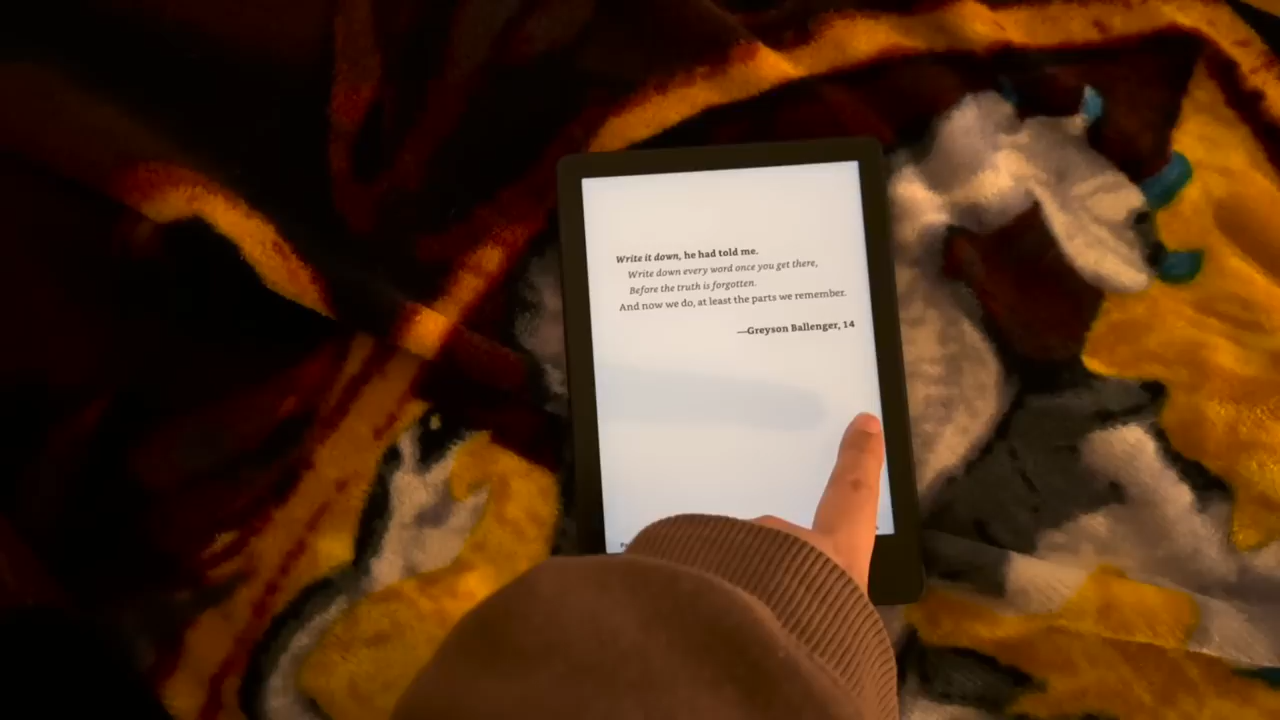 Write it down, he had told me.
Write down every word once you get there,
Before the truth is forgotten.
And now we do, at least the parts we remember.
—Greyson Ballenger, 14